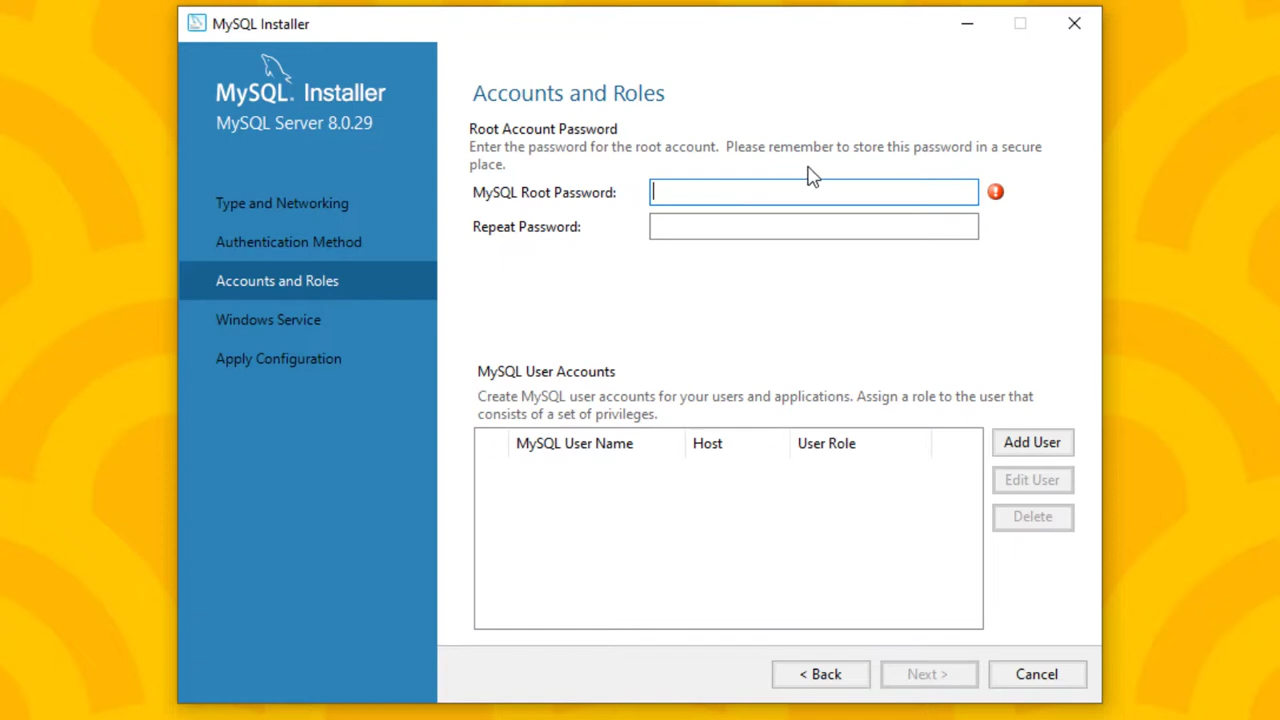 MySQL Installer
MySQL. Installer
MySQL Server 8.0.29
Type and Networking
Authentication Method
Accounts and Roles
Windows Service
Apply Configuration
Accounts and Roles
Root Account Password
Enter the password for the root account.  Please remember to store this password in a secure
place.
MySQL Root Password:
Repeat Password:
MySQL User Accounts
Create MySQL user accounts for your users and applications. Assign a role to the user that
consists of a set of privileges.
MySQL User Name Host User Role
Add User
Edit User
Delete
< Back Next > Cancel